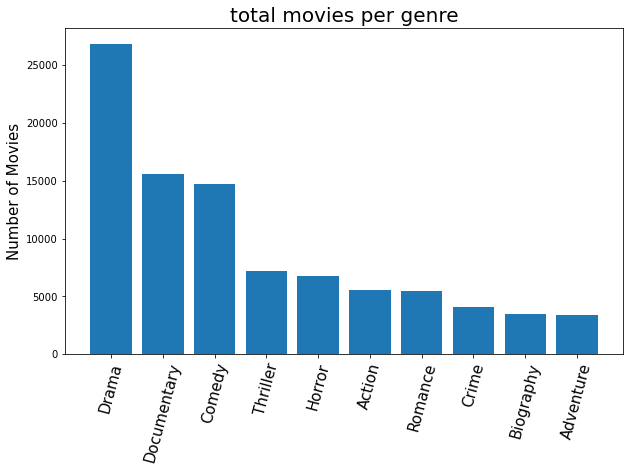 total movies per genre
Number of Movies
25000
20000
15000
10000
5000
0
Drama
Documentary
Comedy
Thriller
Horror
Action
Romance
Crime
Biography
Adventure